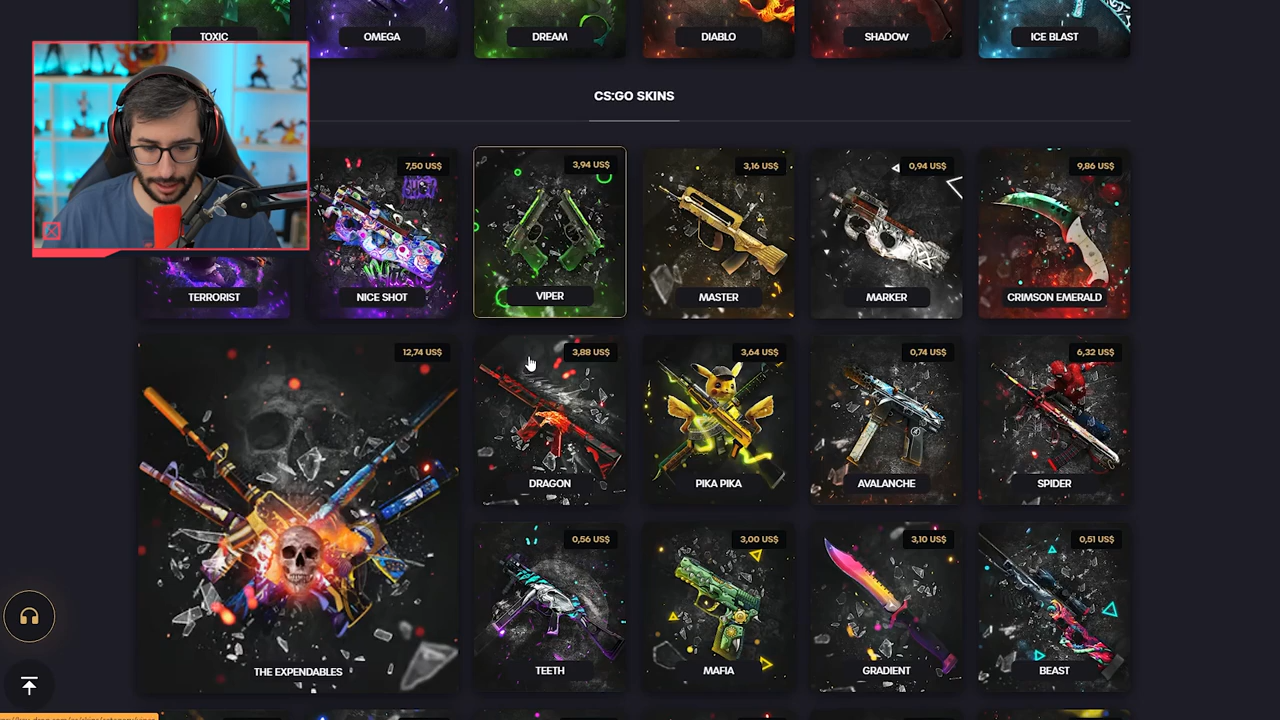 TOXIC
OMEGA
DREAM
DIABLO
SHADOW
ICE BLAST
CS:GO SKINS
7,50 US$
3,94 US$
3,16 US$
0,94 US$
9,86 US$
TERRORIST
NICE SHOT
VIPER
MASTER
MARKER
CRIMSON EMERALD
12,74 US$
3,88 US$
3,64 US$
0,74 US$
6,32 US$
DRAGON
PIKA PIKA
AVALANCHE
SPIDER
0,56 US$
3,00 US$
3,10 US$
0,51 US$
THE EXPENDABLES
TEETH
MAFIA
GRADIENT
BEAST